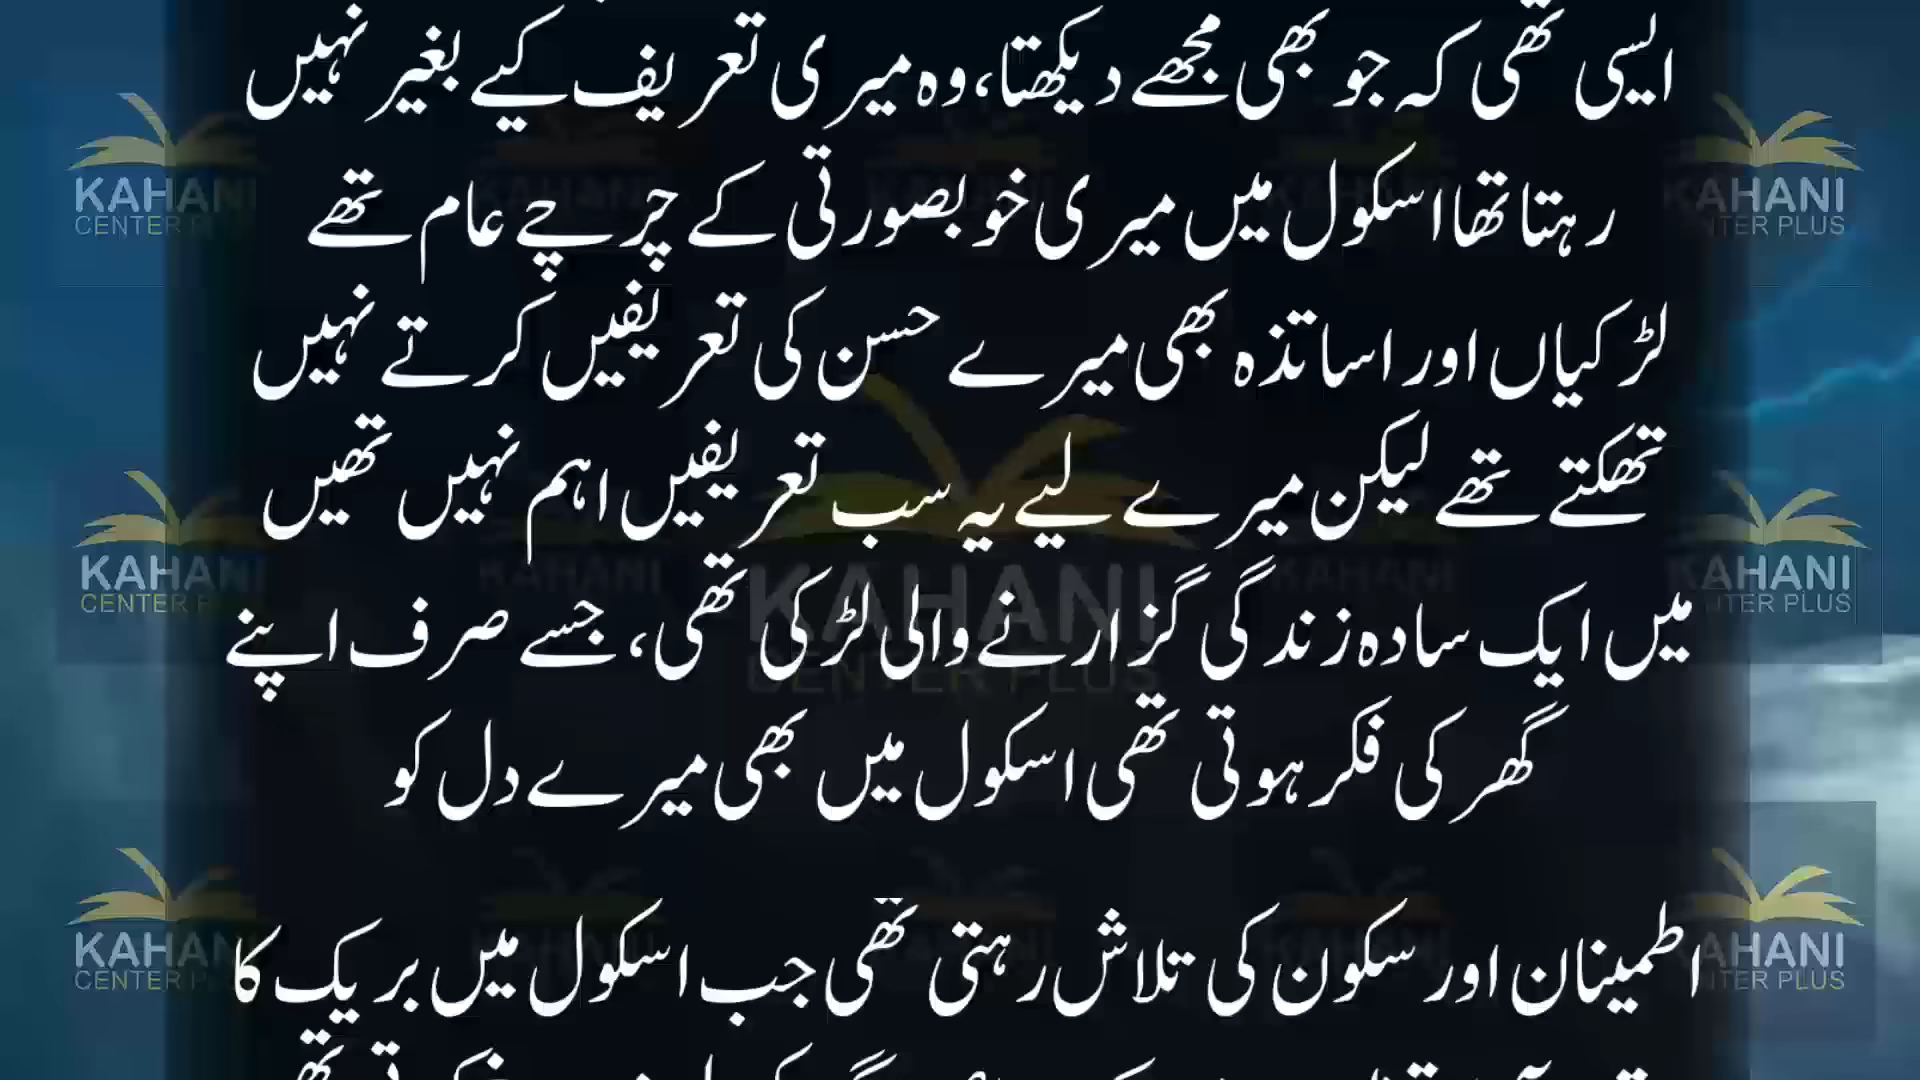 ایسی تھی کہ جو بھی مجھے دیکھتا، وہ میری تعریف کیے بغیر نہیں
رہتا تھا اسکول میں میری خوبصورتی کے چرچے عام تھے
لڑکیاں اور اساتذہ بھی میرے حسن کی تعریفیں کرتے نہیں
تھکتے تھے لیکن میرے لیے یہ سب تعریفیں اہم نہیں تھیں
میں ایک سادہ زندگی گزارنے والی لڑکی تھی، جسے صرف اپنے
گھر کی فکر ہوتی تھی اسکول میں بھی میرے دل کو
اطمینان اور سکون کی تلاش رہتی تھی جب اسکول میں بریک کا
KAHANI
CENTER PLUS